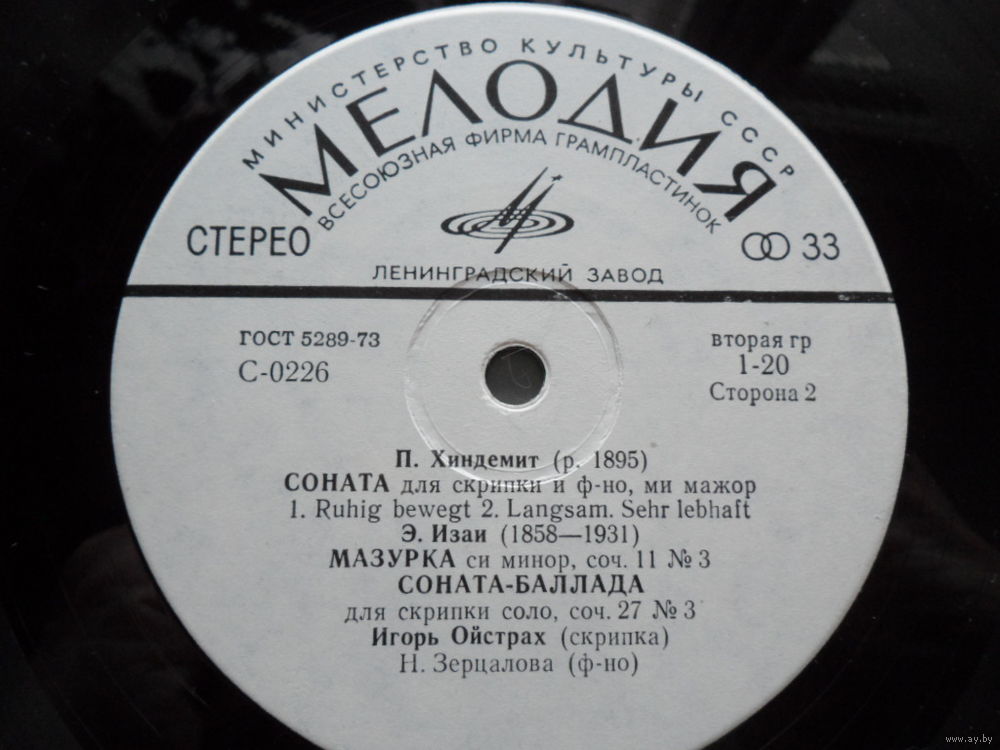 МИНИСТЕРСТВО КУЛЬТУРЫ СССР
МЕЛОДИЯ
ВСЕСОЮЗНАЯ ФИРМА ГРАМПЛАСТИНОК
СТЕРЕО
33
ЛЕНИНГРАДСКИЙ ЗАВОД
ГОСТ 5289-73
С-0226
вторая гр
1-20
Сторона 2
П. Хиндемит (р. 1895)
СОНАТА для скрипки и ф-но, ми мажор
1. Ruhig bewegt 2. Langsam. Sehr lebhaft
Э. Изаи (1858—1931)
МАЗУРКА си минор, соч. 11 № 3
СОНАТА-БАЛЛАДА
для скрипки соло, соч. 27 № 3
Игорь Ойстрах (скрипка)
Н. Зерцалова (ф-но)
www.ay.by